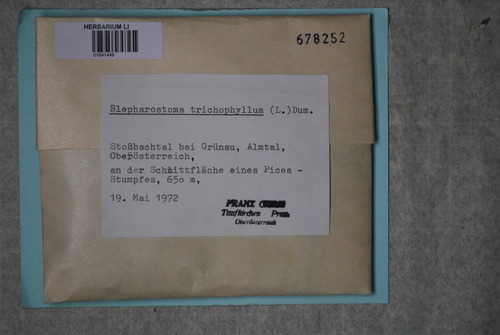 HERBARIUM LI
678252
Blepharostoma trichophyllum (L.)Dum.
Stoßbachtal bei Grünau, Almtal,
Oberösterreich,
an der Schnittfläche eines Picea -
Stumpfes, 650 m,
19. Mai 1972
FRANZ
Taufkirchen Pram
Oberösterreich